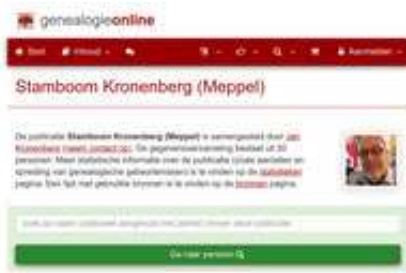 genealogieonline
Start Inhoud Aanmelden
Stamboom Kronenberg (Meppel)
De publicatie Stamboom Kronenberg (Meppel) is samengesteld door Jan
Kronenberg (neem contact op). De gegevensverzameling bestaat uit 30
personen. Meer statistische informatie over de publicatie (zoals aantallen en
spreiding van genealogische gebeurtenissen) is te vinden op de statistieken
pagina. Een lijst met gebruikte bronnen is te vinden op de bronnen pagina.
Ga naar persoon